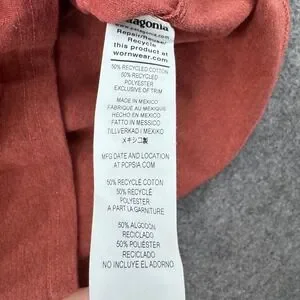 patagonia
www.patagonia.com
Repair/Reuse/
Recycle
this product at
wornwear.com
50% RECYCLED COTTON
50% RECYCLED
POLYESTER
EXCLUSIVE OF TRIM
MADE IN MEXICO
FABRIQUÉ AU MEXIQUE
HECHO EN MEXICO
FATTO IN MESSICO
TILLVERKAD I MEXIKO
メキシコ製
MFG DATE AND LOCATION
AT PCPSIA.COM
50% RECYCLÉ COTON
50% RECYCLÉ
POLYESTER
A PART LA GARNITURE
50% ALGODÓN
RECICLADO
50% POLIÉSTER
RECICLADO
NO INCLUYE EL ADORNO.